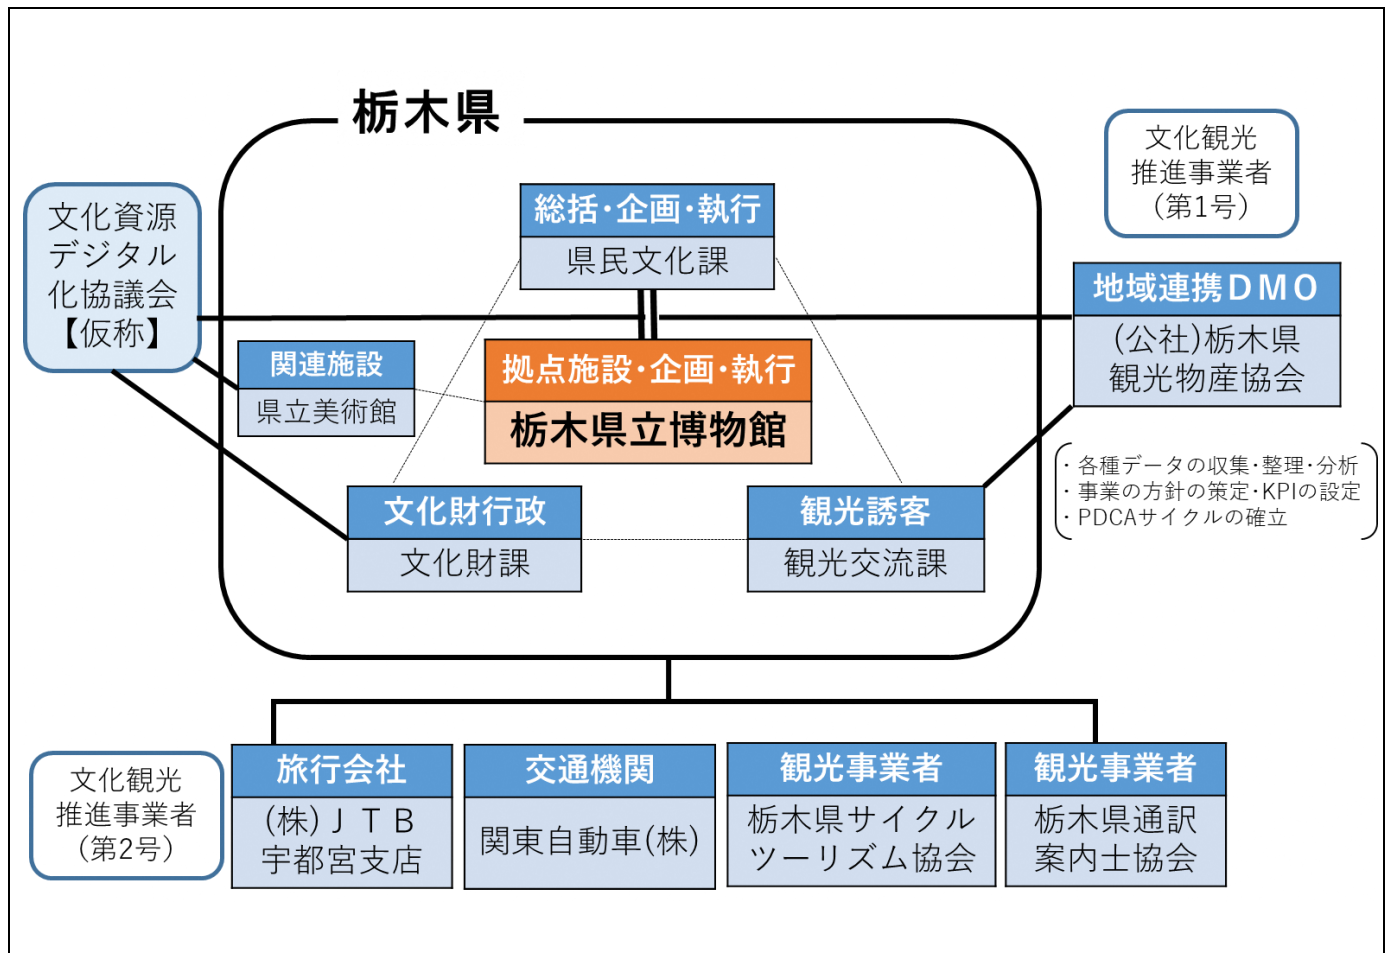 栃木県
文化観光
推進事業者
（第1号）
文化資源
デジタル
化協議会
【仮称】
総括･企画･執行
県民文化課
地域連携ＤＭＯ
(公社)栃木県
観光物産協会
関連施設
県立美術館
拠点施設･企画･執行
栃木県立博物館
・各種データの収集･整理･分析
・事業の方針の策定･KPIの設定
・PDCAサイクルの確立
文化財行政
文化財課
観光誘客
観光交流課
文化観光
推進事業者
（第2号）
旅行会社
(株)ＪＴＢ
宇都宮支店
交通機関
関東自動車(株)
観光事業者
栃木県サイクル
ツーリズム協会
観光事業者
栃木県通訳
案内士協会